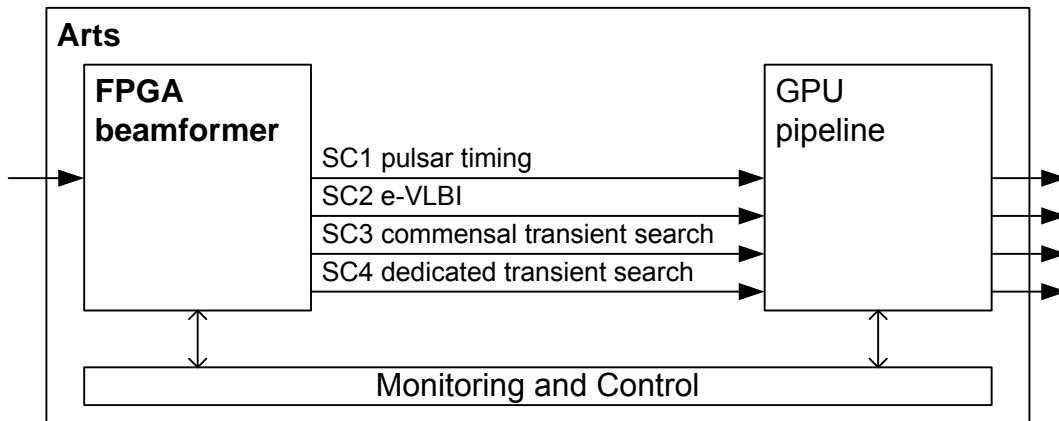 Arts
FPGA
beamformer
GPU
pipeline
SC1 pulsar timing
SC2 e-VLBI
SC3 commensal transient search
SC4 dedicated transient search
Monitoring and Control